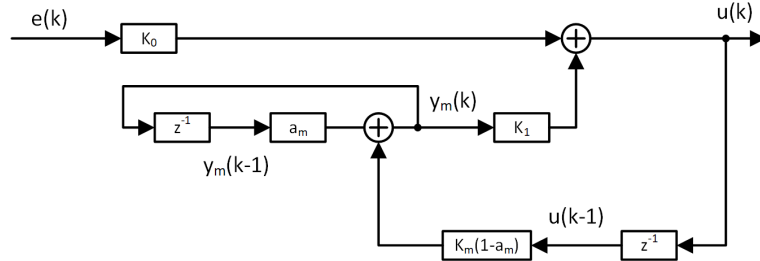 e(k)
u(k)
K₀
yₘ(k)
z⁻¹
aₘ
K₁
yₘ(k-1)
u(k-1)
Kₘ(1-aₘ)
z⁻¹